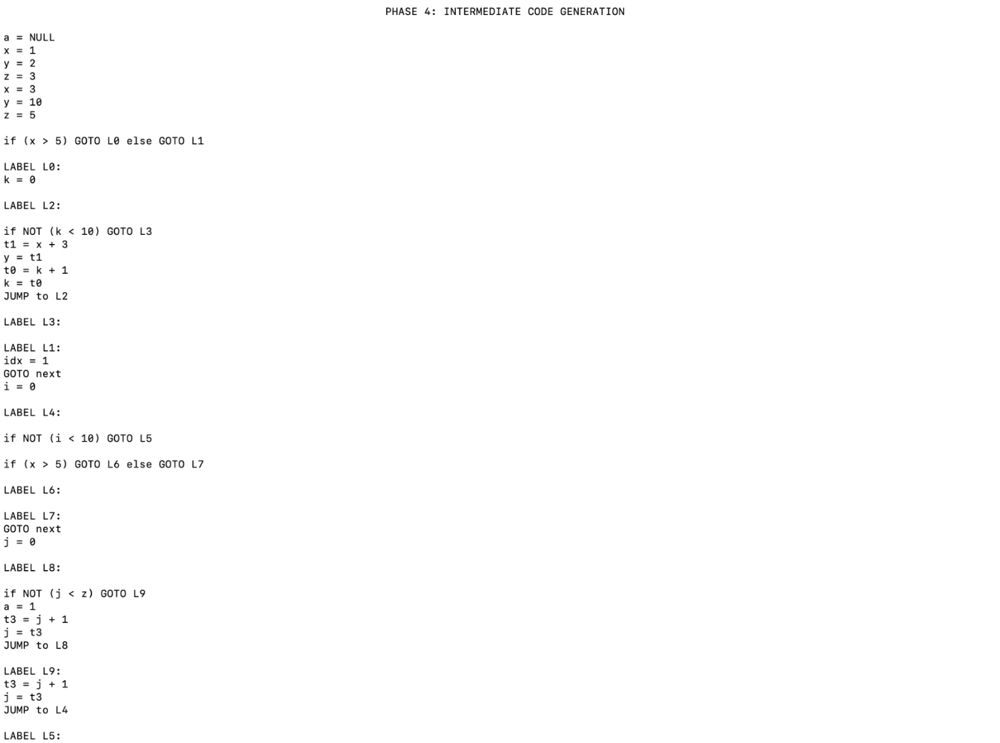 PHASE 4: INTERMEDIATE CODE GENERATION
a = NULL
x = 1
y = 2
z = 3
x = 3
y = 10
z = 5
if (x > 5) GOTO L0 else GOTO L1
LABEL L0:
k = 0
LABEL L2:
if NOT (k < 10) GOTO L3
t1 = x + 3
y = t1
t0 = k + 1
k = t0
JUMP to L2
LABEL L3:
LABEL L1:
idx = 1
GOTO next
i = 0
LABEL L4:
if NOT (i < 10) GOTO L5
if (x > 5) GOTO L6 else GOTO L7
LABEL L6:
LABEL L7:
GOTO next
j = 0
LABEL L8:
if NOT (j < z) GOTO L9
a = 1
t3 = j + 1
j = t3
JUMP to L8
LABEL L9:
t3 = j + 1
j = t3
JUMP to L4
LABEL L5: